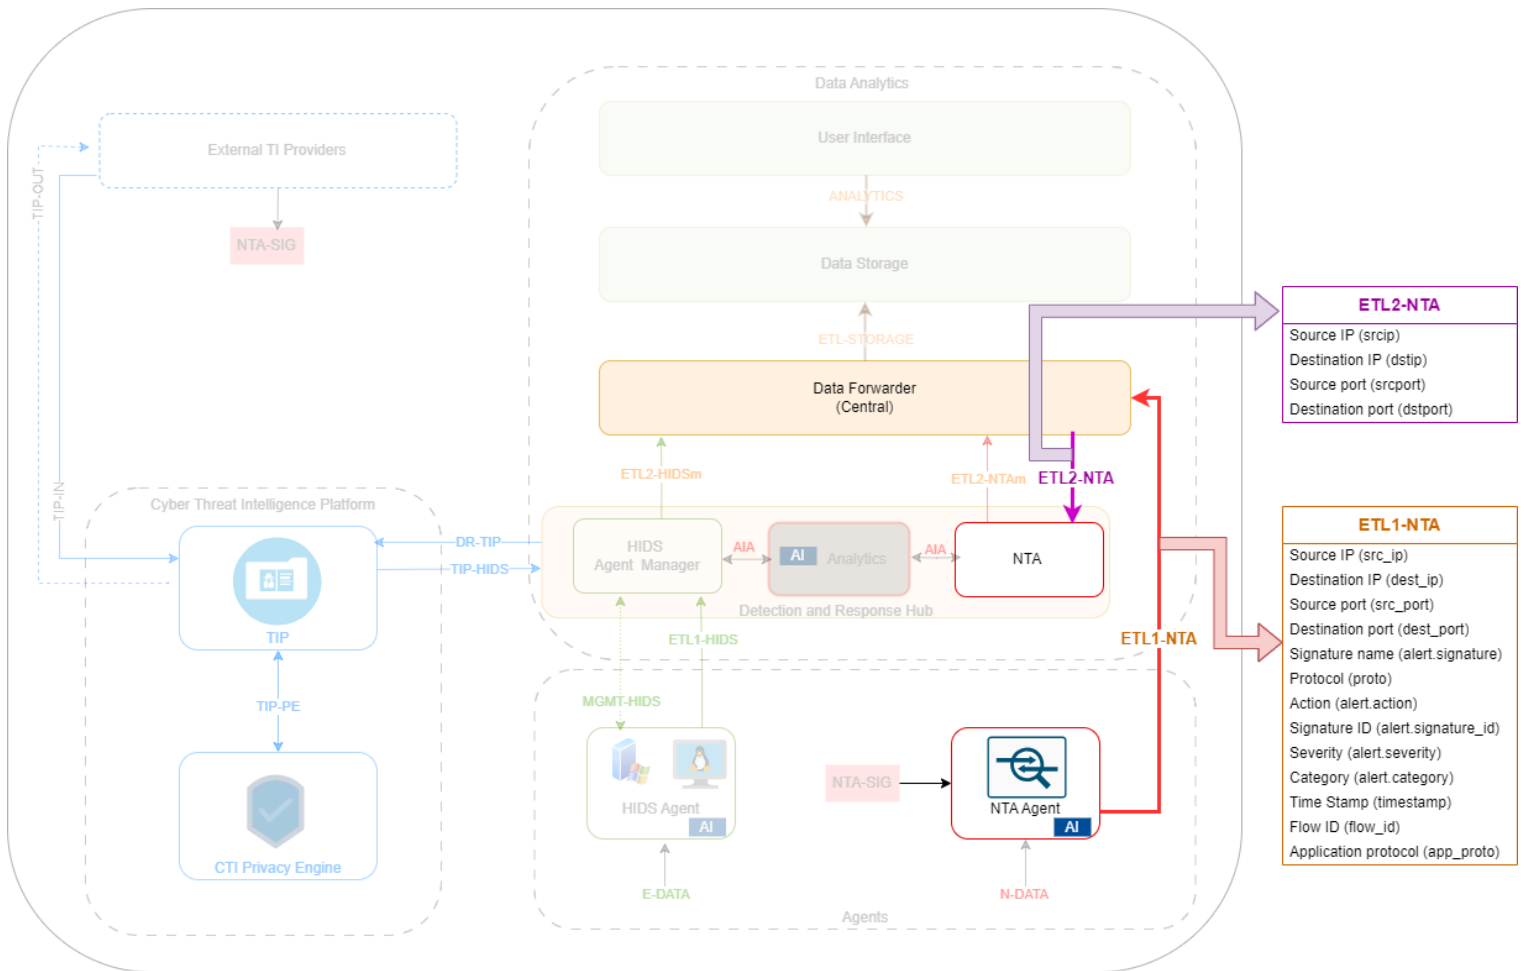 Data Analytics
User Interface
External TI Providers
TIP-OUT
ANALYTICS
NTA-SIG
Data Storage
ETL2-NTA
Source IP (srcip)
Destination IP (dstip)
Source port (srcport)
Destination port (dstport)
ETL-STORAGE
Data Forwarder
(Central)
ETL2-HIDSm
ETL2-NTAm
ETL2-NTA
TIP-IN
Cyber Threat Intelligence Platform
DR-TIP
TIP-HIDS
HIDS
Agent Manager
AIA
AI
Analytics
AIA
NTA
Detection and Response Hub
TIP
ETL1-NTA
Source IP (src_ip)
Destination IP (dest_ip)
Source port (src_port)
Destination port (dest_port)
Signature name (alert.signature)
Protocol (proto)
Action (alert.action)
Signature ID (alert.signature_id)
Severity (alert.severity)
Category (alert.category)
Time Stamp (timestamp)
Flow ID (flow_id)
Application protocol (app_proto)
ETL1-HIDS
ETL1-NTA
MGMT-HIDS
TIP-PE
HIDS Agent
AI
NTA-SIG
NTA Agent
AI
CTI Privacy Engine
E-DATA
N-DATA
Agents